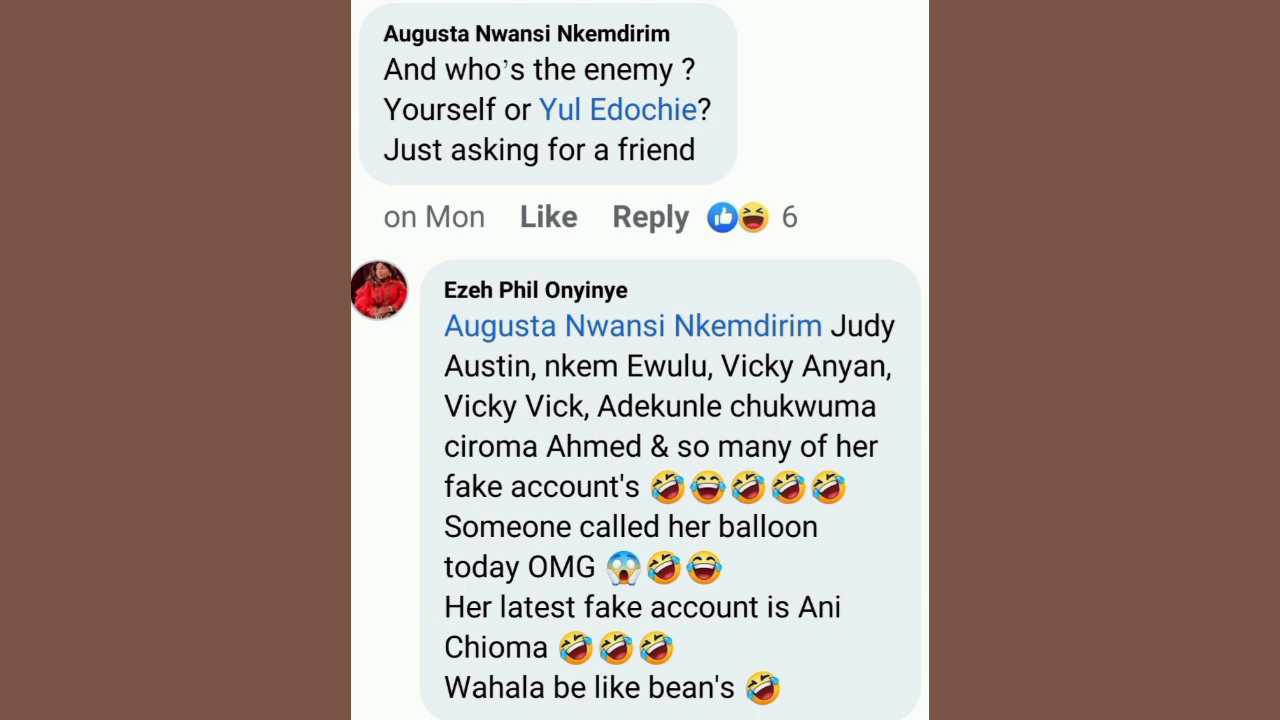 Augusta Nwansi Nkemdirim
And who's the enemy ?
Yourself or Yul Edochie?
Just asking for a friend
on Mon Like Reply 👍😆 6
Ezeh Phil Onyinye
Augusta Nwansi Nkemdirim Judy
Austin, nkem Ewulu, Vicky Anyan,
Vicky Vick, Adekunle chukwuma
ciroma Ahmed & so many of her
fake account's 🤣😂🤣🤣🤣
Someone called her balloon
today OMG 😱🤣😂
Her latest fake account is Ani
Chioma 🤣🤣🤣
Wahala be like bean's 🤣